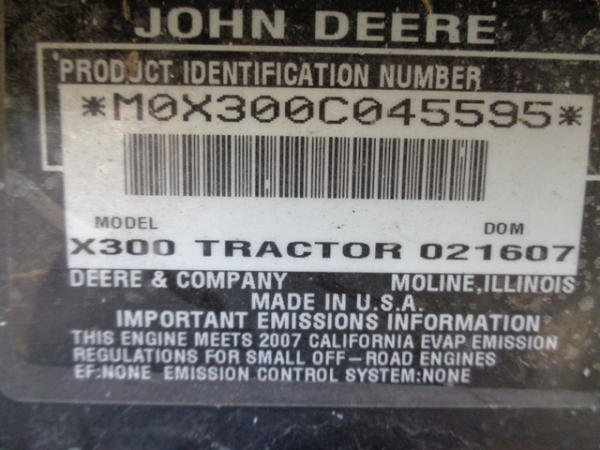 JOHN DEERE
PRODUCT IDENTIFICATION NUMBER
*M0X300C045595*
MODEL DOM
X300 TRACTOR 021607
DEERE & COMPANY MOLINE, ILLINOIS
MADE IN U.S.A.
IMPORTANT EMISSIONS INFORMATION
THIS ENGINE MEETS 2007 CALIFORNIA EVAP EMISSION
REGULATIONS FOR SMALL OFF-ROAD ENGINES
EF:NONE EMISSION CONTROL SYSTEM:NONE